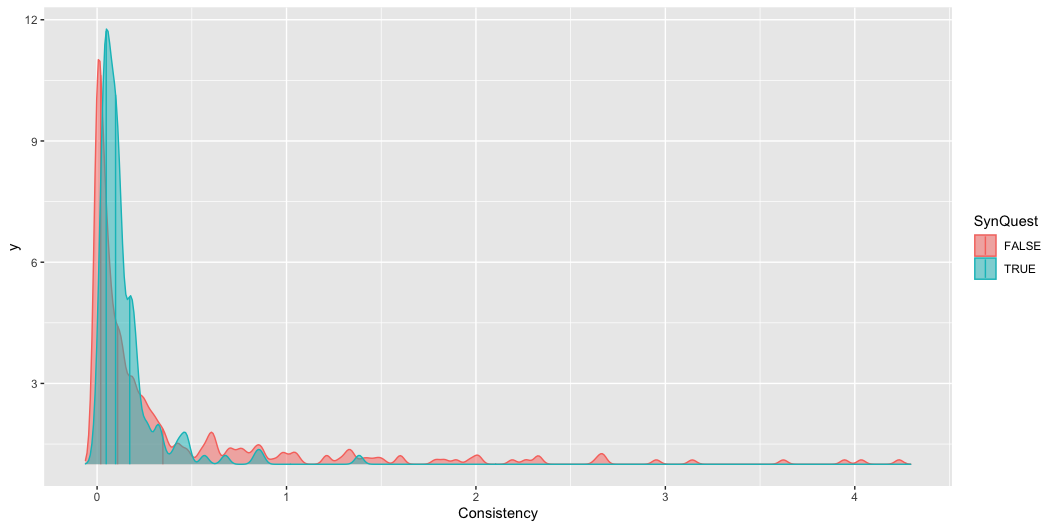 12
9
6
3
y
0 1 2 3 4
Consistency
SynQuest
FALSE
TRUE